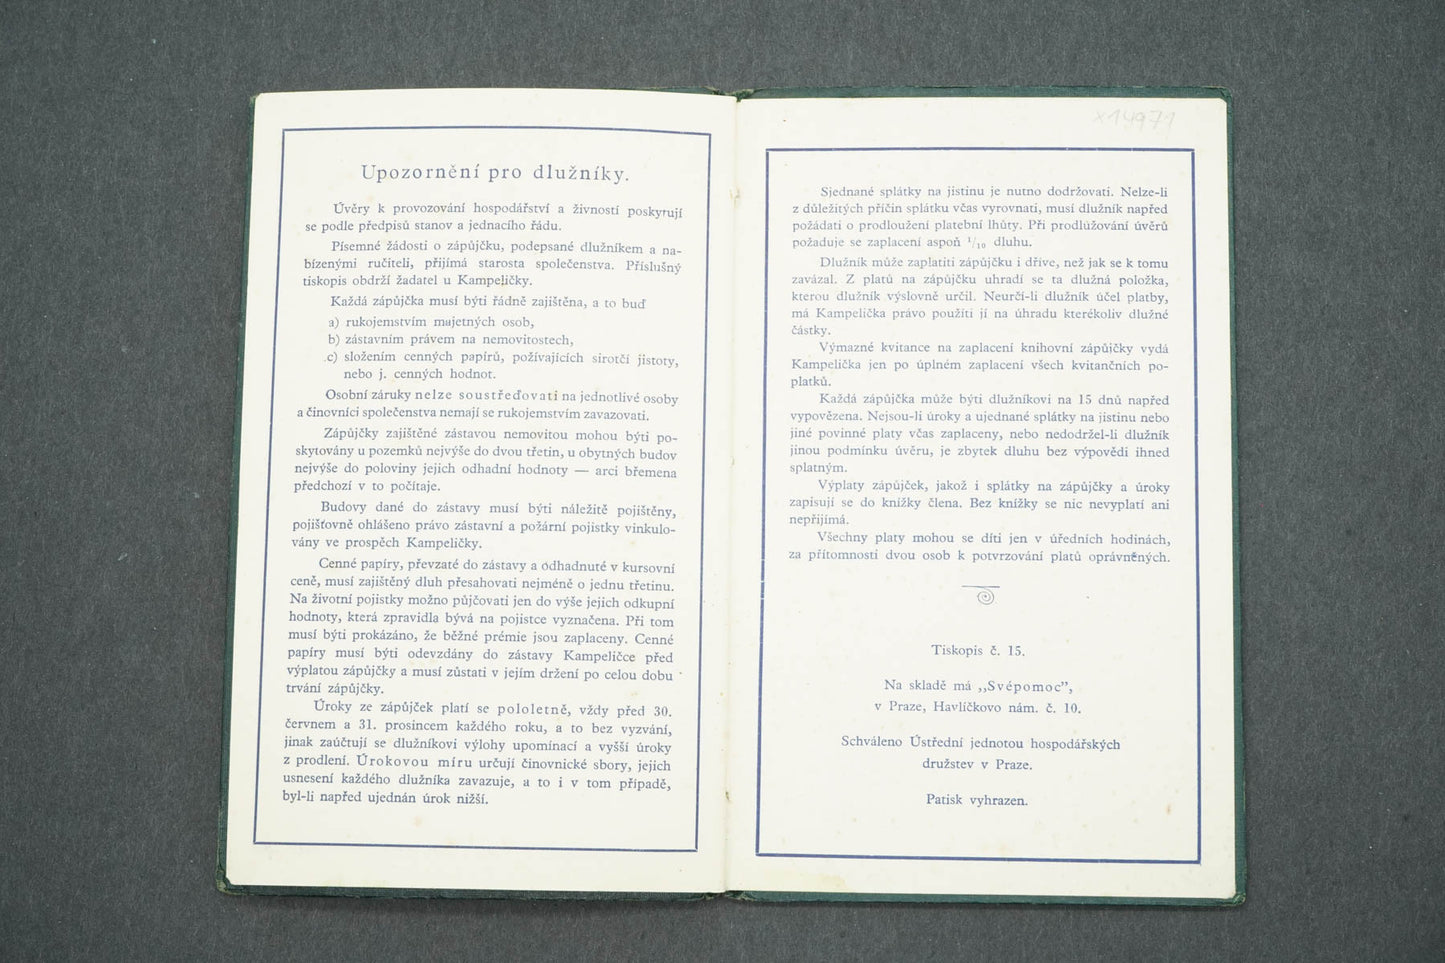 Upozornění pro dlužníky.
Úvěry k provozování hospodářství a živností poskyrují
se podle předpisů stanov a jednacího řádu.
Písemné žádosti o zápůjčku, podepsané dlužníkem a na-
bízenými ručiteli, přijímá starosta společenstva. Příslušný
tiskopis obdrží žadatel u Kampeličky.
Každá zápůjčka musí býti řádně zajištěna, a to buď
a) rukojemstvím majetných osob,
b) zástavním právem na nemovitostech,
c) složením cenných papírů, požívajících sirotčí jistoty,
nebo j. cenných hodnot.
Osobní záruky nelze soustřeďovati na jednotlivé osoby
a činovníci společenstva nemají se rukojemstvím zavazovati.
Zápůjčky zajištěné zástavou nemovitou mohou býti po-
skytovány u pozemků nejvýše do dvou třetin, u obytných budov
nejvýše do poloviny jejich odhadní hodnoty — arci břemena
předchozí v to počítaje.
Budovy dané do zástavy musí býti náležitě pojištěny,
pojišťovně ohlášeno právo zástavní a požární pojistky vinkulo-
vány ve prospěch Kampeličky.
Cenné papíry, převzaté do zástavy a odhadnuté v kursovní
ceně, musí zajištěný dluh přesahovati nejméně o jednu třetinu.
Na životní pojistky možno půjčovati jen do výše jejich odkupní
hodnoty, která zpravidla bývá na pojistce vyznačena. Při tom
musí býti prokázáno, že běžné prémie jsou zaplaceny. Cenné
papíry musí býti odevzdány do zástavy Kampeličce před
výplatou zápůjčky a musí zůstati v jejím držení po celou dobu
trvání zápůjčky.
Úroky ze zápůjček platí se pololetně, vždy před 30.
červnem a 31. prosincem každého roku, a to bez vyzvání,
jinak zaúčtují se dlužníkovi výlohy upomínací a vyšší úroky
z prodlení. Úrokovou míru určují činovnické sbory, jejich
usnesení každého dlužníka zavazuje, a to i v tom případě,
byl-li napřed ujednán úrok nižší.
x14971
Sjednané splátky na jistinu je nutno dodržovati. Nelze-li
z důležitých příčin splátku včas vyrovnati, musí dlužník napřed
požádati o prodloužení platební lhůty. Při prodlužování úvěrů
požaduje se zaplacení aspoň 1/10 dluhu.
Dlužník může zaplatiti zápůjčku i dříve, než jak se k tomu
zavázal. Z platů na zápůjčku uhradí se ta dlužná položka,
kterou dlužník výslovně určil. Neurčí-li dlužník účel platby,
má Kampelička právo použíti jí na úhradu kterékoliv dlužné
částky.
Výmazné kvitance na zaplacení knihovní zápůjčky vydá
Kampelička jen po úplném zaplacení všech kvitančních po-
platků.
Každá zápůjčka může býti dlužníkovi na 15 dnů napřed
vypovězena. Nejsou-li úroky a ujednané splátky na jistinu nebo
jiné povinné platy včas zaplaceny, nebo nedodržel-li dlužník
jinou podmínku úvěru, je zbytek dluhu bez výpovědi ihned
splatným.
Výplaty zápůjček, jakož i splátky na zápůjčky a úroky
zapisují se do knížky člena. Bez knížky se nic nevyplatí ani
nepřijímá.
Všechny platy mohou se díti jen v úředních hodinách,
za přítomnosti dvou osob k potvrzování platů oprávněných.
Tiskopis č. 15.
Na skladě má „Svépomoc”,
v Praze, Havlíčkovo nám. č. 10.
Schváleno Ústřední jednotou hospodářských
družstev v Praze.
Patisk vyhrazen.